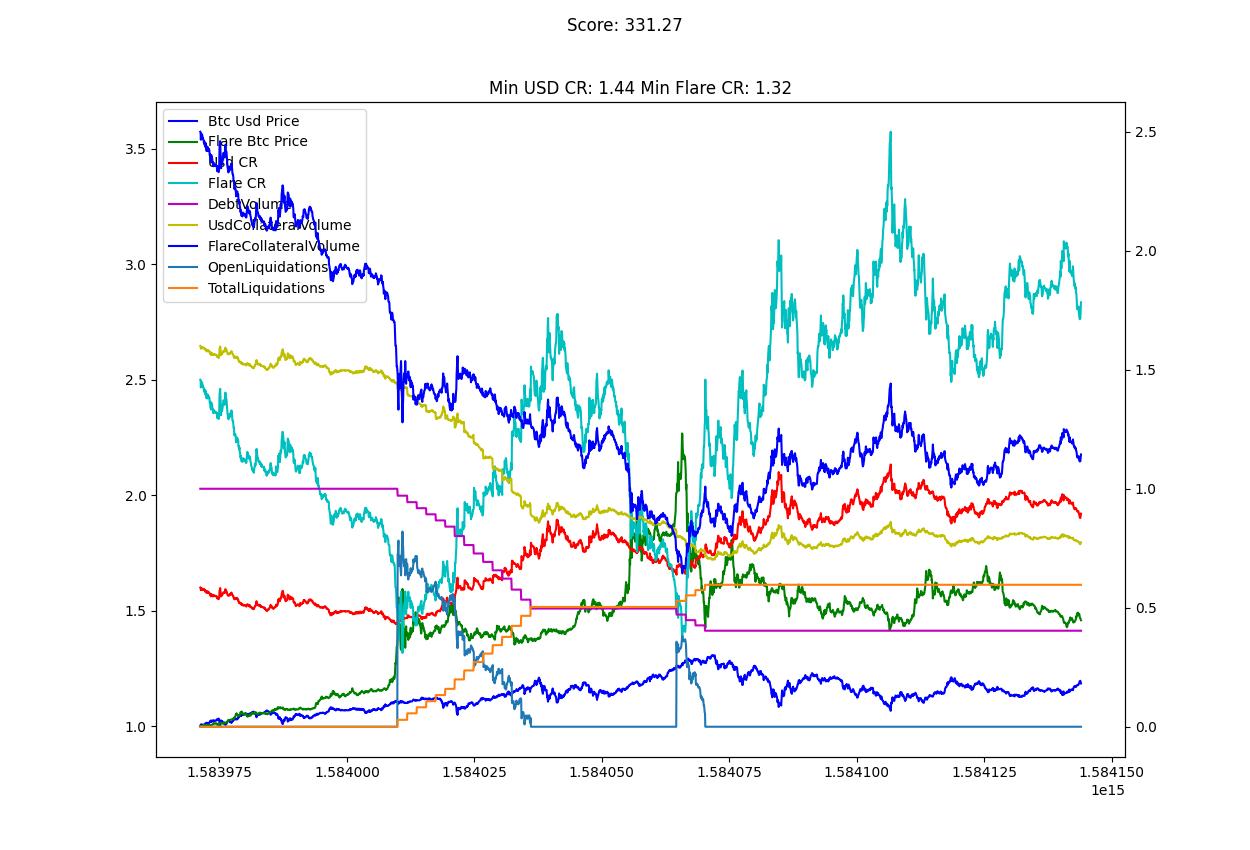 Score: 331.27
Min USD CR: 1.44 Min Flare CR: 1.32
Btc Usd Price
Flare Btc Price
Usd CR
Flare CR
DebtVolume
UsdCollateralVolume
FlareCollateralVolume
OpenLiquidations
TotalLiquidations
3.5
3.0
2.5
2.0
1.5
1.0
2.5
2.0
1.5
1.0
0.5
0.0
1.583975 1.584000 1.584025 1.584050 1.584075 1.584100 1.584125 1.584150
1e15